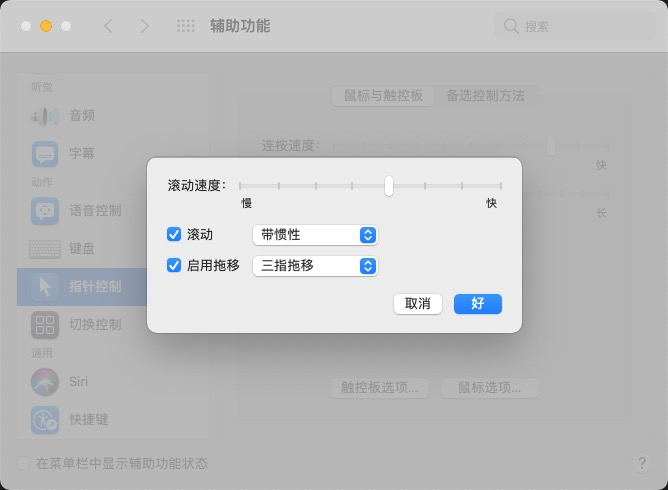 辅助功能
搜索
听觉
音频
字幕
动作
语音控制
键盘
指针控制
切换控制
通用
Siri
快捷键
鼠标与触控板 备选控制方法
连按速度：
快
长
滚动速度：
慢 快
滚动 带惯性
启用拖移 三指拖移
取消 好
触控板选项... 鼠标选项...
在菜单栏中显示辅助功能状态
?